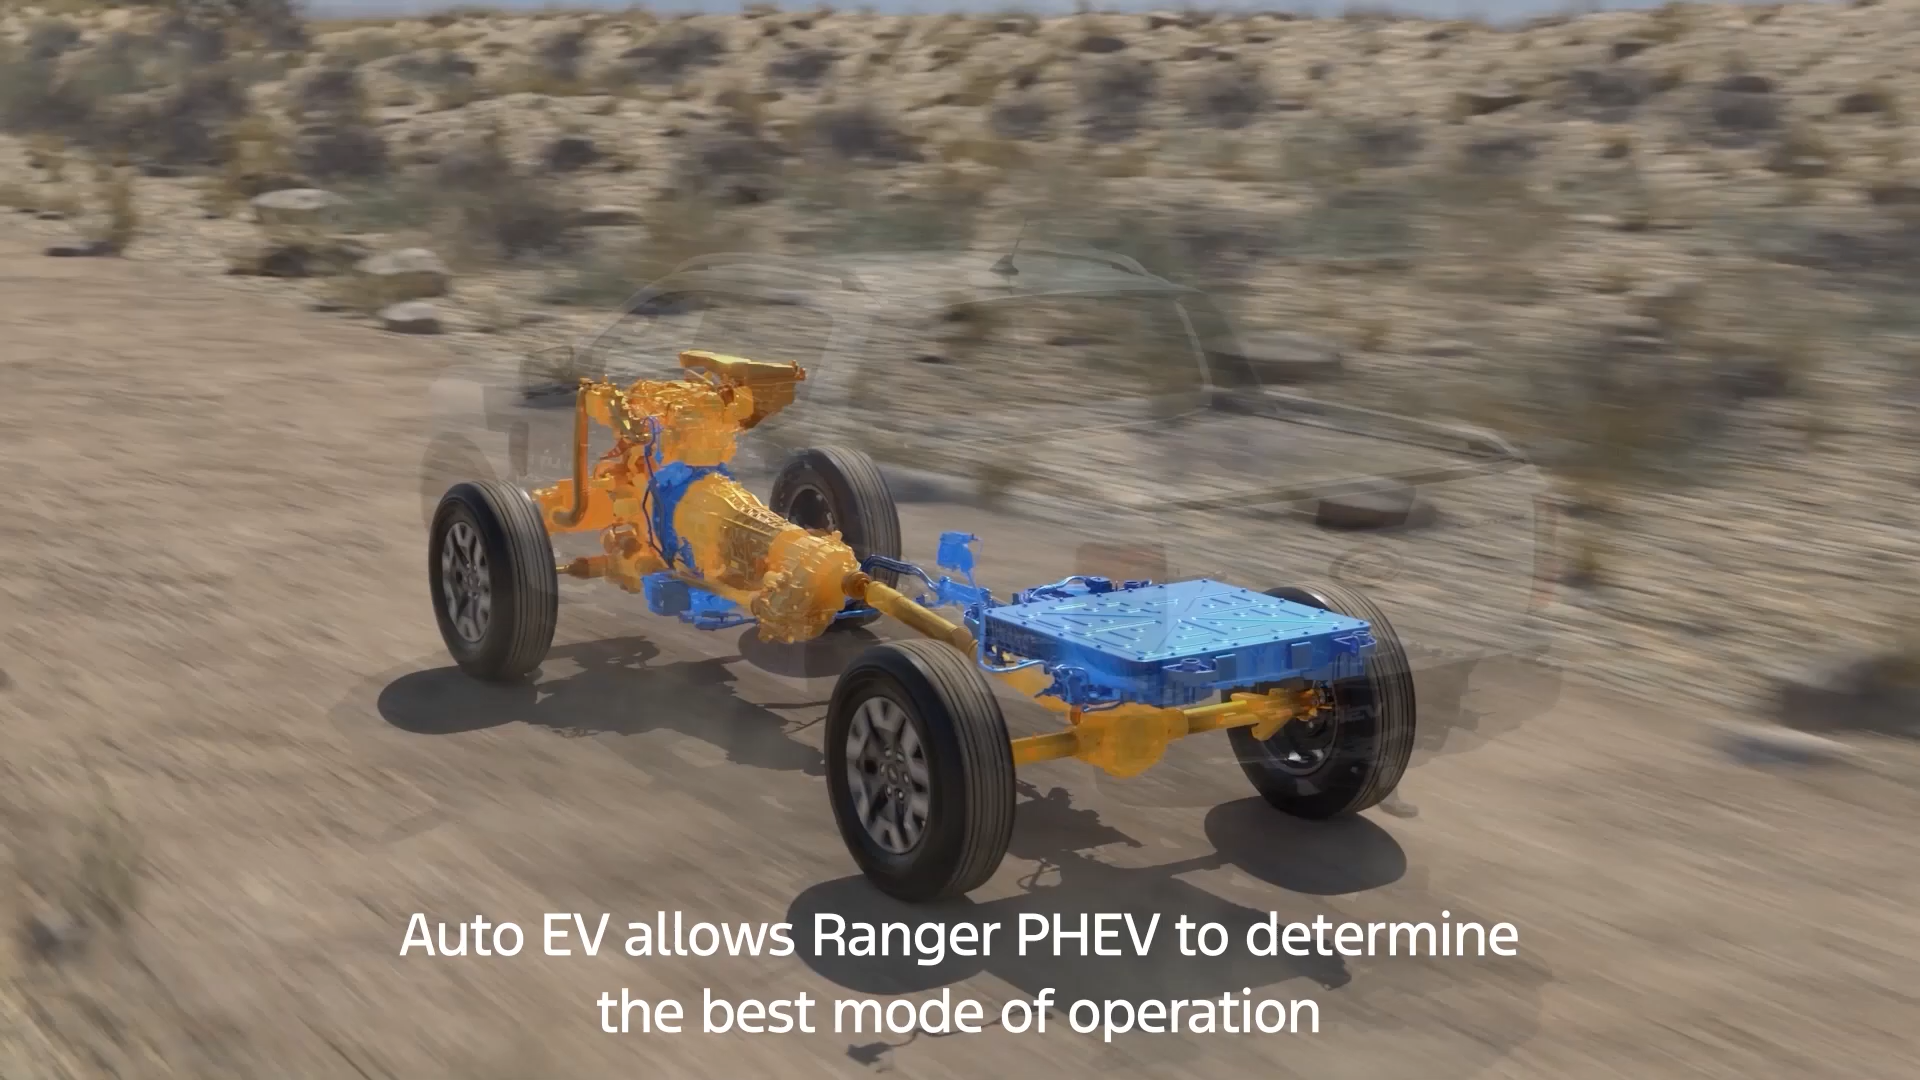 Auto EV allows Ranger PHEV to determine
the best mode of operation